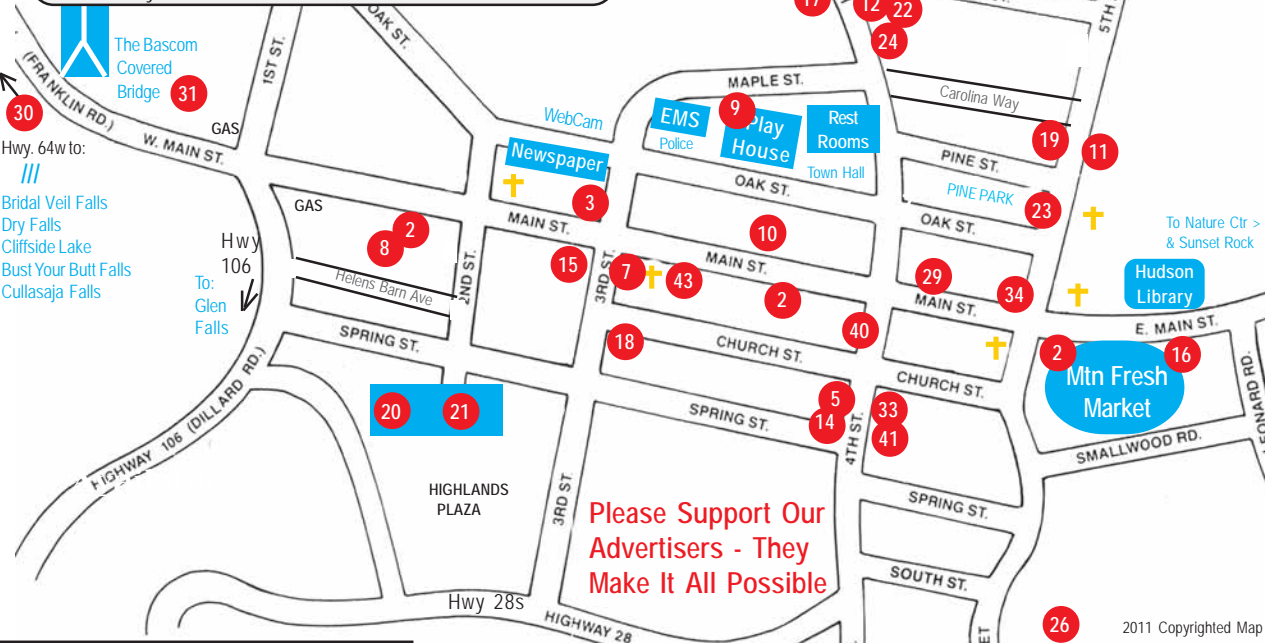 OAK ST.
17
12
22
24
5TH
The Bascom
Covered
Bridge
31
1ST ST.
(FRANKLIN RD.)
30
GAS
W. MAIN ST.
Hwy. 64w to:
///
Bridal Veil Falls
Dry Falls
Cliffside Lake
Bust Your Butt Falls
Cullasaja Falls
MAPLE ST.
Carolina Way
WebCam
EMS
Police
9
Play
House
Rest
Rooms
Town Hall
19
11
Newspaper
PINE ST.
OAK ST.
PINE PARK
23
OAK ST.
3
GAS
2
8
MAIN ST.
10
To Nature Ctr >
& Sunset Rock
Hwy
106
To:
Glen
Falls
Helens Barn Ave
2ND ST.
15
3RD ST.
7
43
MAIN ST.
2
29
34
MAIN ST.
Hudson
Library
E. MAIN ST.
SPRING ST.
18
CHURCH ST.
40
2
16
Mtn Fresh
Market
CHURCH ST.
LEONARD RD.
20
21
SPRING ST.
5
14
33
41
4TH ST.
SMALLWOOD RD.
HIGHWAY 106 (DILLARD RD.)
HIGHLANDS
PLAZA
3RD ST.
Please Support Our
Advertisers - They
Make It All Possible
SPRING ST.
SOUTH ST.
Hwy 28s
HIGHWAY 28
26
2011 Copyrighted Map